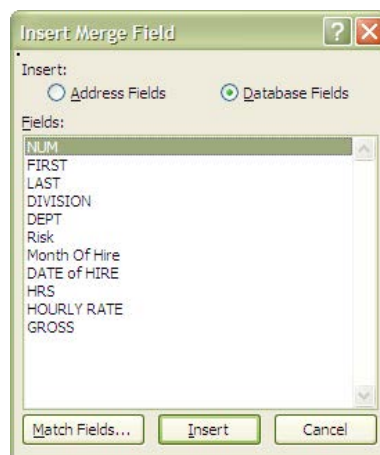 Insert Merge Field
Insert:
Address Fields Database Fields
Fields:
NUM
FIRST
LAST
DIVISION
DEPT
Risk
Month Of Hire
DATE of HIRE
HRS
HOURLY RATE
GROSS
Match Fields... Insert Cancel